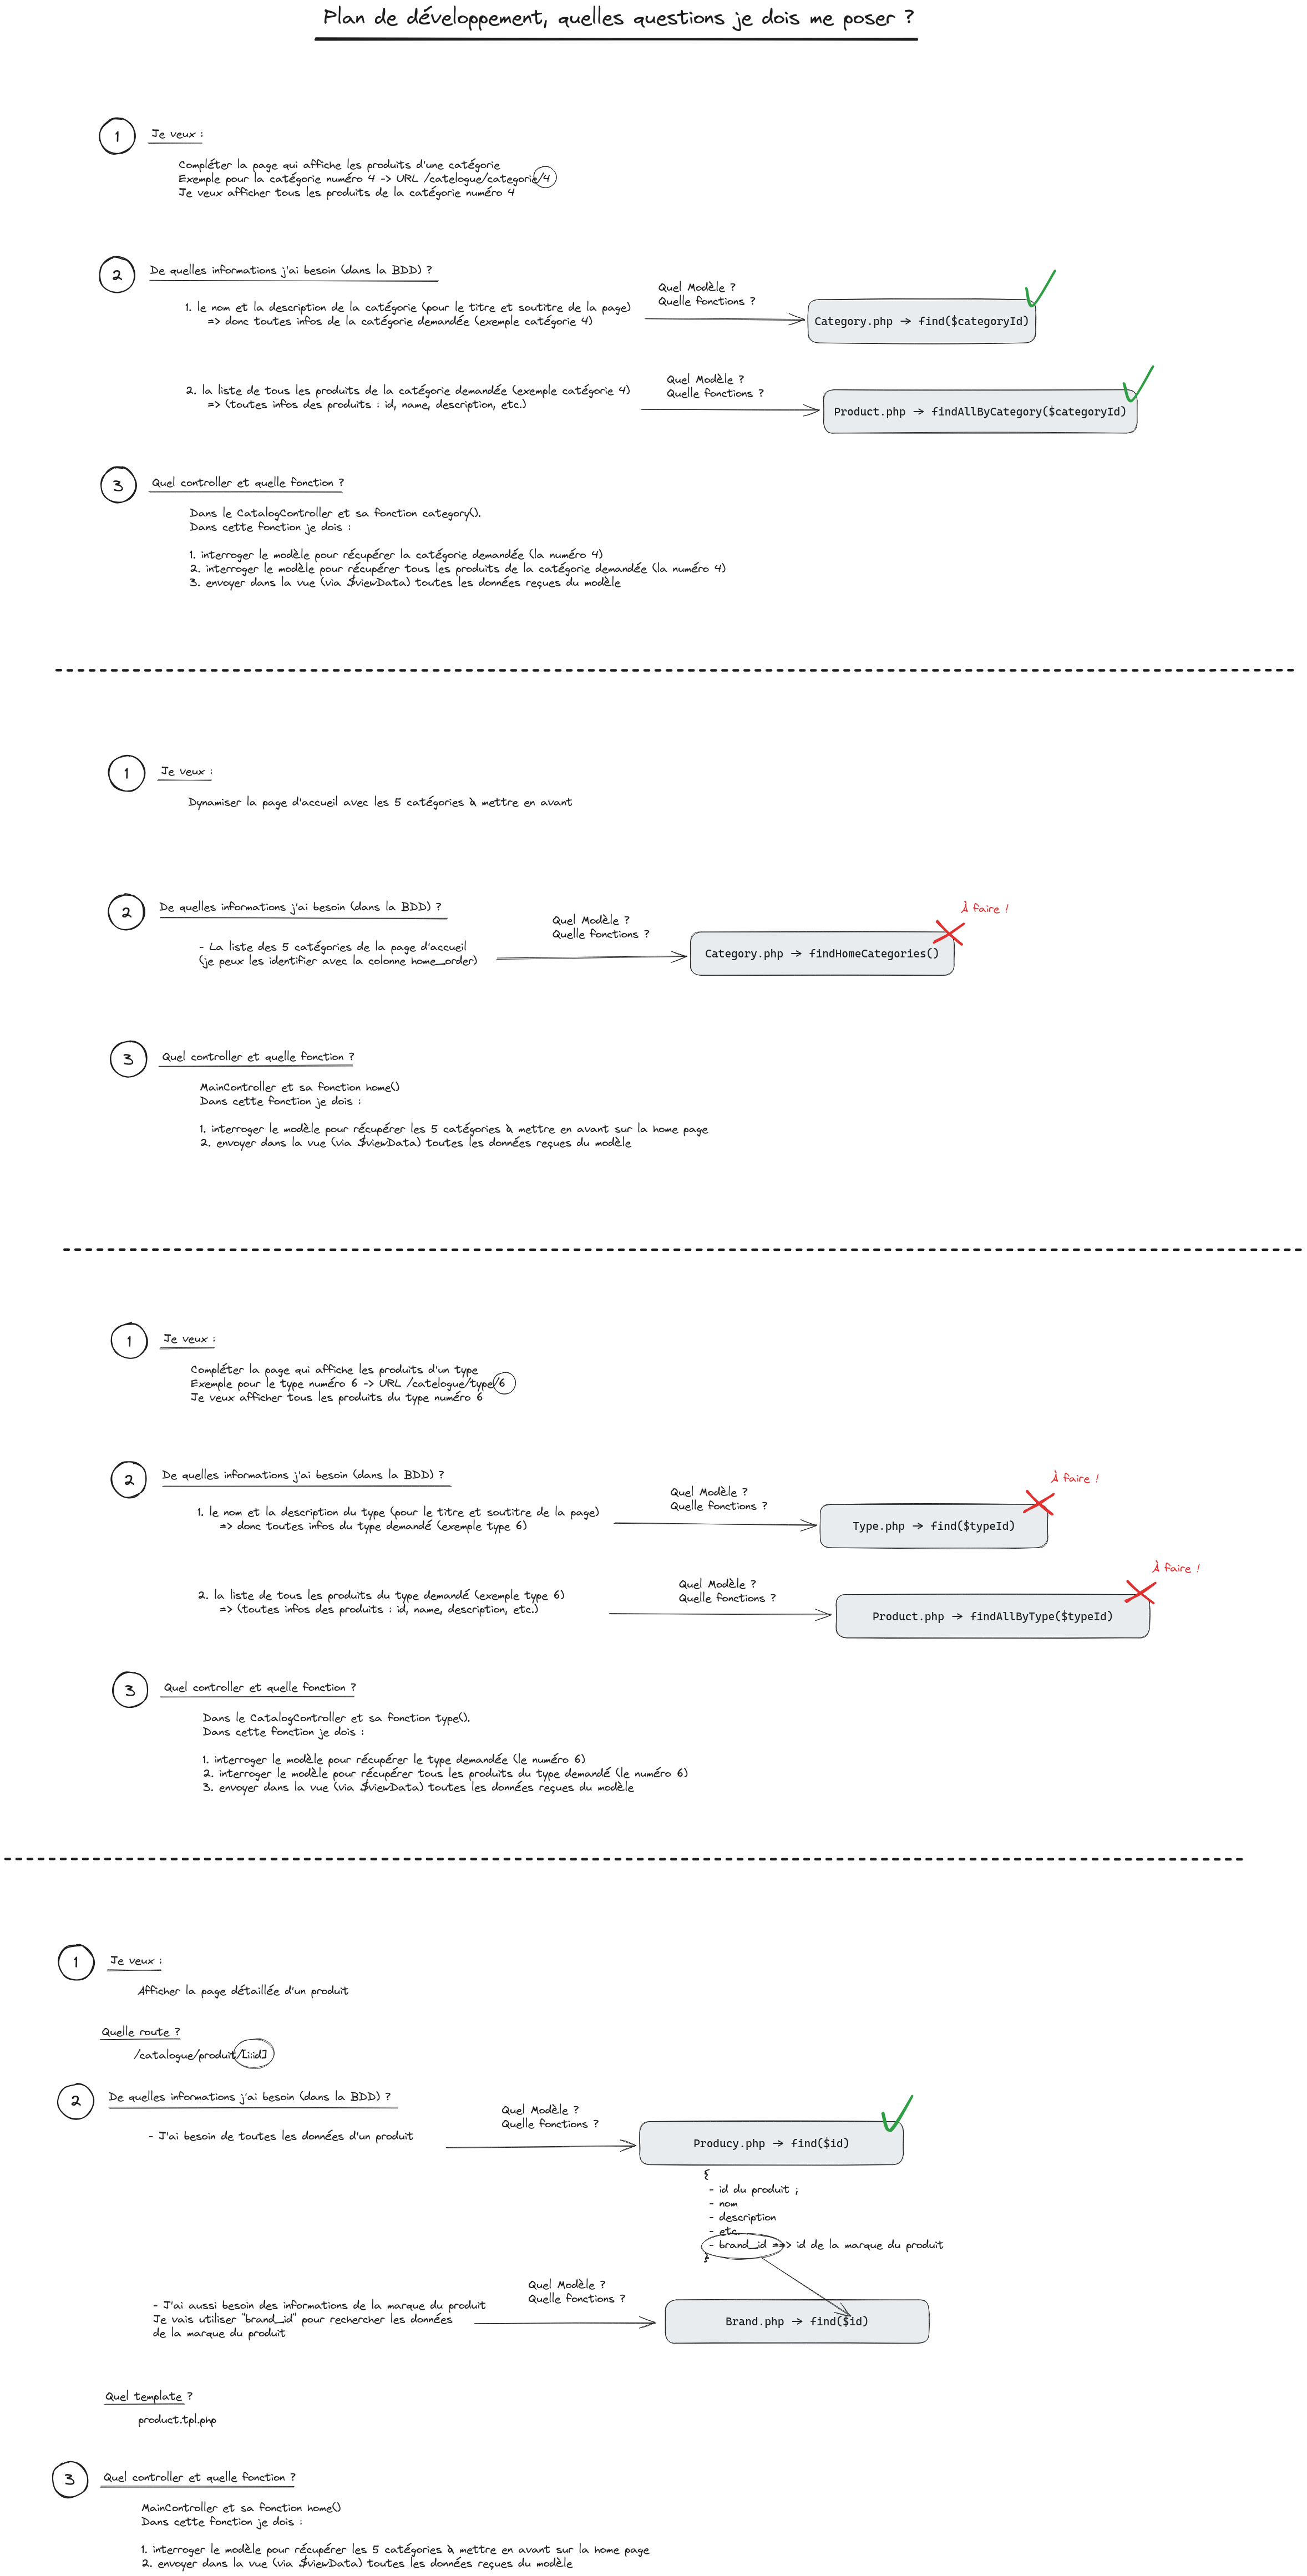 Plan de développement, quelles questions je dois me poser ?
1
Je veux :
Compléter la page qui affiche les produits d'une catégorie
Exemple pour la catégorie numéro 4 -> URL /catelogue/categorie/4
Je veux afficher tous les produits de la catégorie numéro 4
2
De quelles informations j'ai besoin (dans la BDD) ?
1. le nom et la description de la catégorie (pour le titre et soutitre de la page)
=> donc toutes infos de la catégorie demandée (exemple catégorie 4)
Quel Modèle ?
Quelle fonctions ?
Category.php → find($categoryId)
2. la liste de tous les produits de la catégorie demandée (exemple catégorie 4)
=> (toutes infos des produits : id, name, description, etc.)
Quel Modèle ?
Quelle fonctions ?
Product.php → findAllByCategory($categoryId)
3
Quel controller et quelle fonction ?
Dans le CatalogController et sa fonction category().
Dans cette fonction je dois :
1. interroger le modèle pour récupérer la catégorie demandée (la numéro 4)
2. interroger le modèle pour récupérer tous les produits de la catégorie demandée (la numéro 4)
3. envoyer dans la vue (via $viewData) toutes les données reçues du modèle
1
Je veux :
Dynamiser la page d'accueil avec les 5 catégories à mettre en avant
2
De quelles informations j'ai besoin (dans la BDD) ?
- La liste des 5 catégories de la page d'accueil
(je peux les identifier avec la colonne home_order)
Quel Modèle ?
Quelle fonctions ?
À faire !
Category.php → findHomeCategories()
3
Quel controller et quelle fonction ?
MainController et sa fonction home()
Dans cette fonction je dois :
1. interroger le modèle pour récupérer les 5 catégories à mettre en avant sur la home page
2. envoyer dans la vue (via $viewData) toutes les données reçues du modèle
1
Je veux :
Compléter la page qui affiche les produits d'un type
Exemple pour le type numéro 6 -> URL /catelogue/type/6
Je veux afficher tous les produits du type numéro 6
2
De quelles informations j'ai besoin (dans la BDD) ?
1. le nom et la description du type (pour le titre et soutitre de la page)
=> donc toutes infos du type demandé (exemple type 6)
Quel Modèle ?
Quelle fonctions ?
À faire !
Type.php → find($typeId)
2. la liste de tous les produits du type demandé (exemple type 6)
=> (toutes infos des produits : id, name, description, etc.)
Quel Modèle ?
Quelle fonctions ?
À faire !
Product.php → findAllByType($typeId)
3
Quel controller et quelle fonction ?
Dans le CatalogController et sa fonction type().
Dans cette fonction je dois :
1. interroger le modèle pour récupérer le type demandée (le numéro 6)
2. interroger le modèle pour récupérer tous les produits du type demandé (le numéro 6)
3. envoyer dans la vue (via $viewData) toutes les données reçues du modèle
1
Je veux :
Afficher la page détaillée d'un produit
Quelle route ?
/catalogue/produit/[i:id]
2
De quelles informations j'ai besoin (dans la BDD) ?
- J'ai besoin de toutes les données d'un produit
Quel Modèle ?
Quelle fonctions ?
Producy.php → find($id)
{
- id du produit ;
- nom
- description
- etc.
- brand_id ==> id de la marque du produit
}
- J'ai aussi besoin des informations de la marque du produit
Je vais utiliser "brand_id" pour rechercher les données
de la marque du produit
Quel Modèle ?
Quelle fonctions ?
Brand.php → find($id)
Quel template ?
product.tpl.php
3
Quel controller et quelle fonction ?
MainController et sa fonction home()
Dans cette fonction je dois :
1. interroger le modèle pour récupérer les 5 catégories à mettre en avant sur la home page
2. envoyer dans la vue (via $viewData) toutes les données reçues du modèle